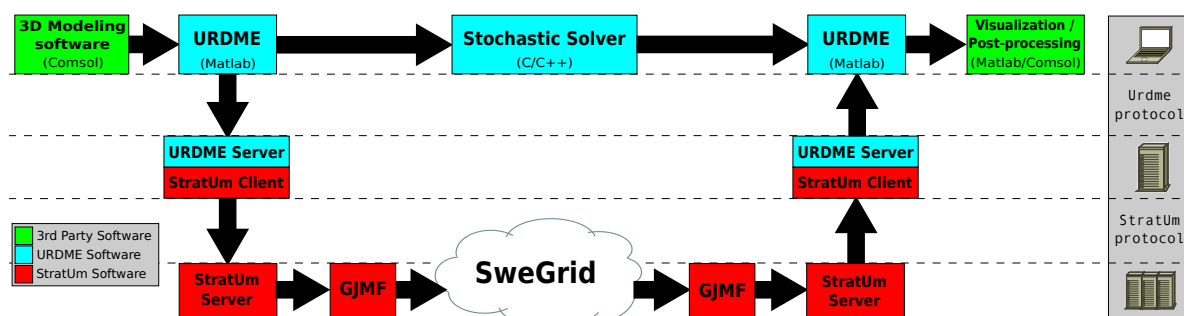 3D Modeling
software
(Comsol)
URDME
(Matlab)
Stochastic Solver
(C/C++)
URDME
(Matlab)
Visualization /
Post-processing
(Matlab/Comsol)
Urdme
protocol
URDME Server
StratUm Client
URDME Server
StratUm Client
StratUm
protocol
3rd Party Software
URDME Software
StratUm Software
StratUm
Server
GJMF
SweGrid
GJMF
StratUm
Server